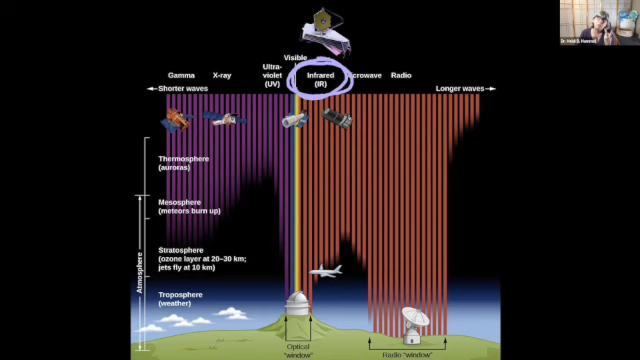 Dr. Heidi B. Hammel
Visible
Ultra-
violet
(UV)
Gamma
X-ray
Infrared
(IR)
crowave
Radio
Shorter waves
Longer waves
Thermosphere
(auroras)
Mesosphere
(meteors burn up)
Stratosphere
(ozone layer at 20–30 km;
jets fly at 10 km)
Troposphere
(weather)
Atmosphere
Optical
"window"
Radio "window"